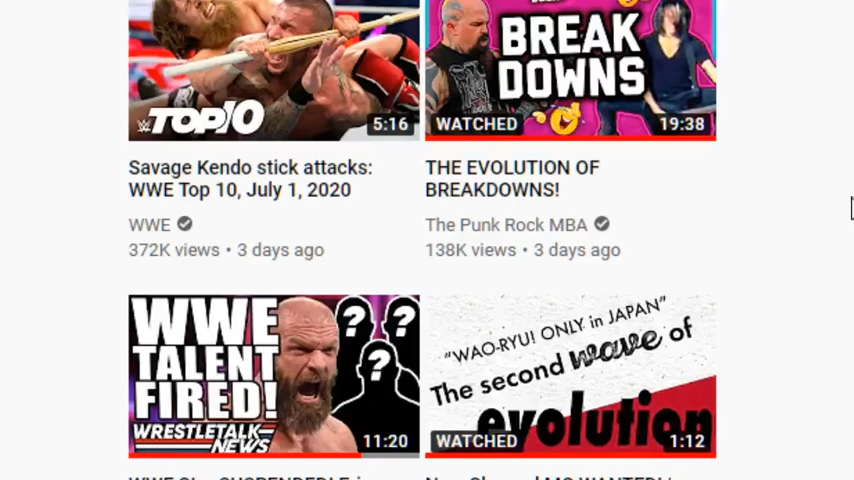 TOP10
5:16
BREAK
DOWNS
WATCHED
19:38
Savage Kendo stick attacks:
WWE Top 10, July 1, 2020
WWE
372K views • 3 days ago
THE EVOLUTION OF
BREAKDOWNS!
The Punk Rock MBA
138K views • 3 days ago
WWE
TALENT
FIRED!
WRESTLETALK
NEWS
? ? ?
11:20
"WAO-RYU! ONLY in JAPAN"
The second wave of
evolution
WATCHED
1:12